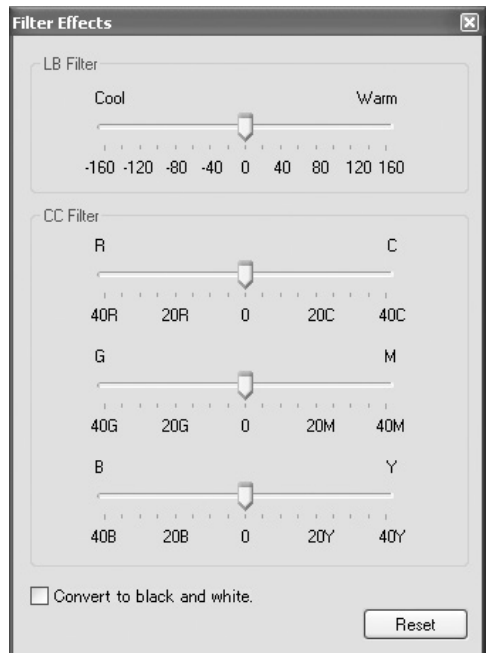 Filter Effects
LB Filter
Cool Warm
-160 -120 -80 -40 0 40 80 120 160
CC Filter
R C
40R 20R 0 20C 40C
G M
40G 20G 0 20M 40M
B Y
40B 20B 0 20Y 40Y
Convert to black and white.
Reset